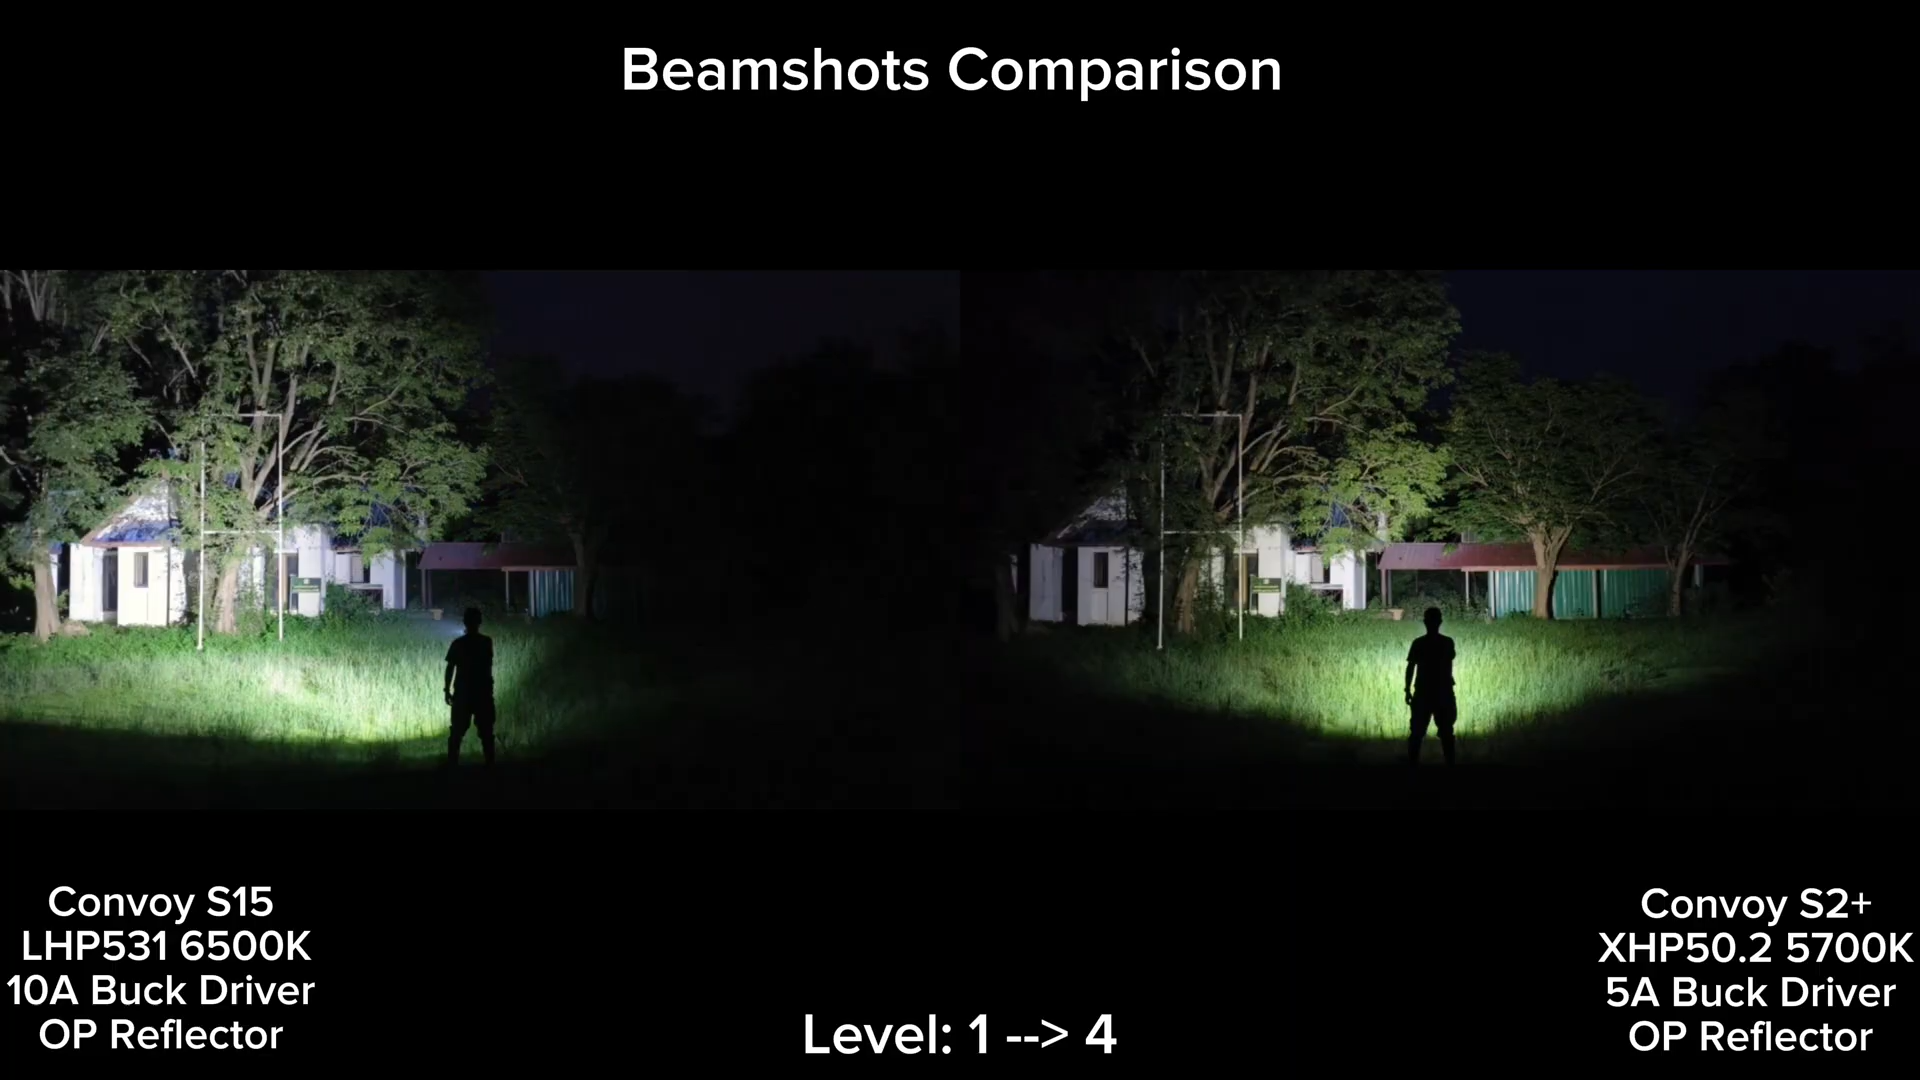 Beamshots Comparison
Convoy S15
LHP531 6500K
10A Buck Driver
OP Reflector
Level: 1 --> 4
Convoy S2+
XHP50.2 5700K
5A Buck Driver
OP Reflector